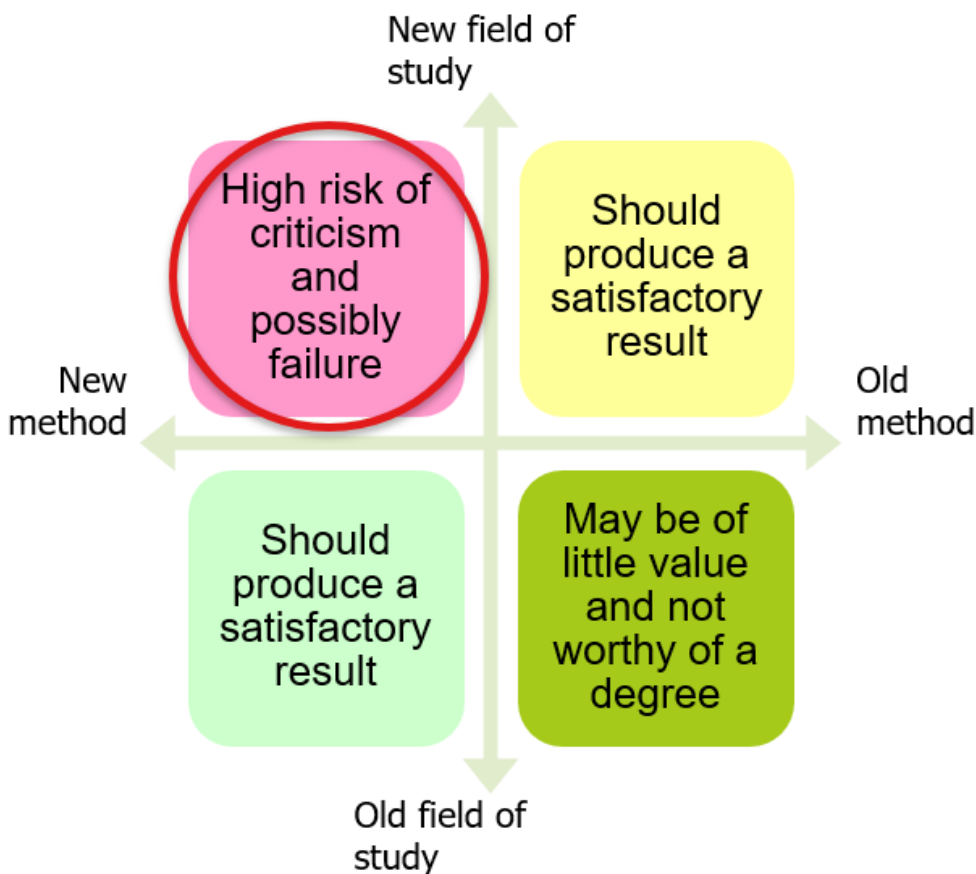 New field of
study
High risk of
criticism
and
possibly
failure
Should
produce a
satisfactory
result
New
method
Old
method
Should
produce a
satisfactory
result
May be of
little value
and not
worthy of a
degree
Old field of
study